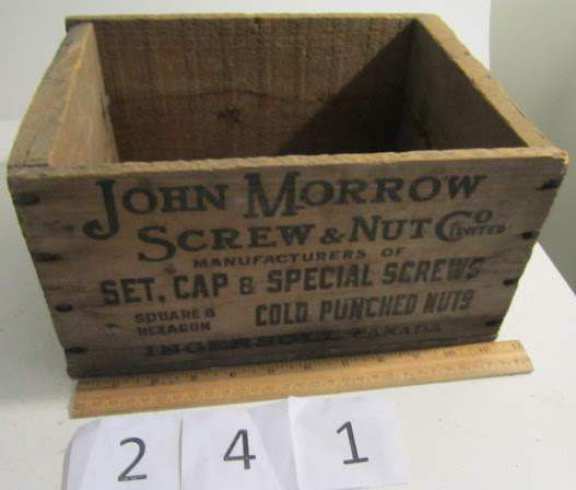 JOHN MORROW
SCREW & NUT CO LIMITED
MANUFACTURERS OF
SET, CAP & SPECIAL SCREWS
SQUARE & HEXAGON COLD PUNCHED NUTS
INGERSOLL CANADA
2 4 1